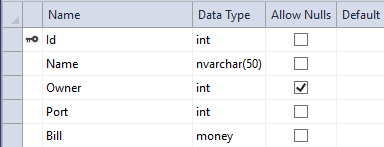 Name Data Type Allow Nulls Default
Id int
Name nvarchar(50)
Owner int
Port int
Bill money